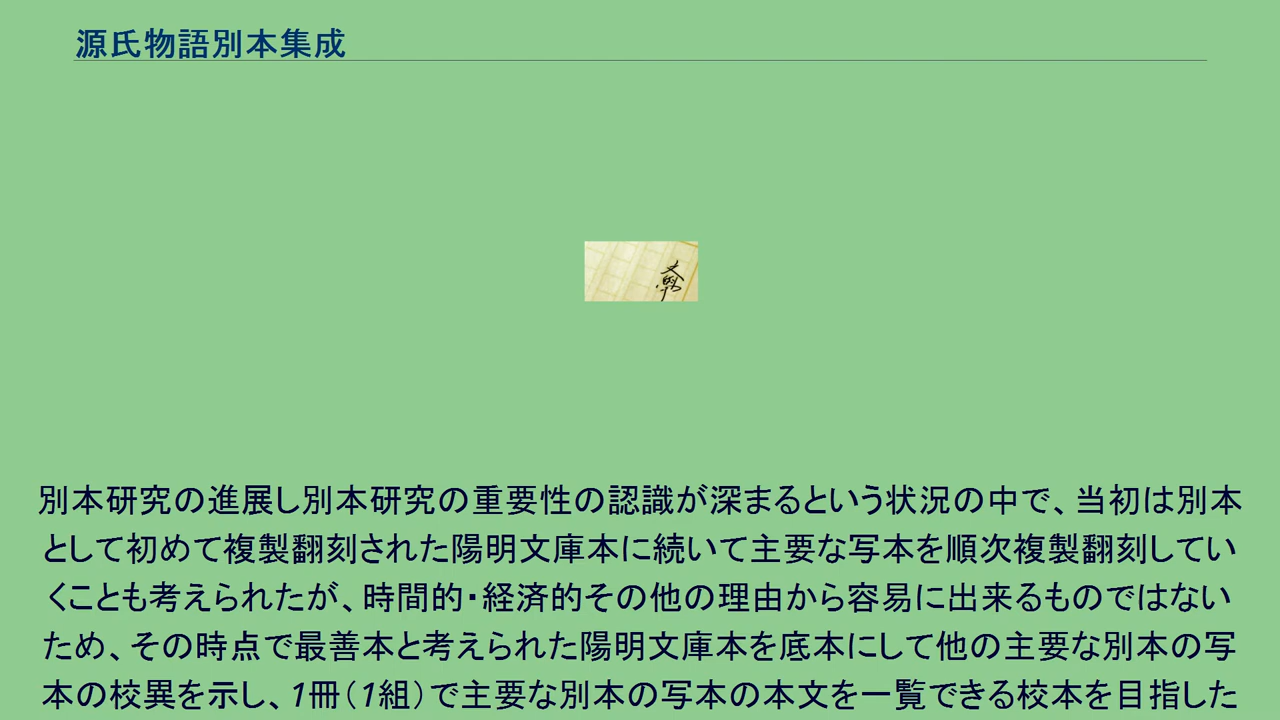 源氏物語別本集成
別本研究の進展し別本研究の重要性の認識が深まるという状況の中で、当初は別本
として初めて複製翻刻された陽明文庫本に続いて主要な写本を順次複製翻刻してい
くことも考えられたが、時間的・経済的その他の理由から容易に出来るものではない
ため、その時点で最善本と考えられた陽明文庫本を底本にして他の主要な別本の写
本の校異を示し、1冊（1組）で主要な別本の写本の本文を一覧できる校本を目指した